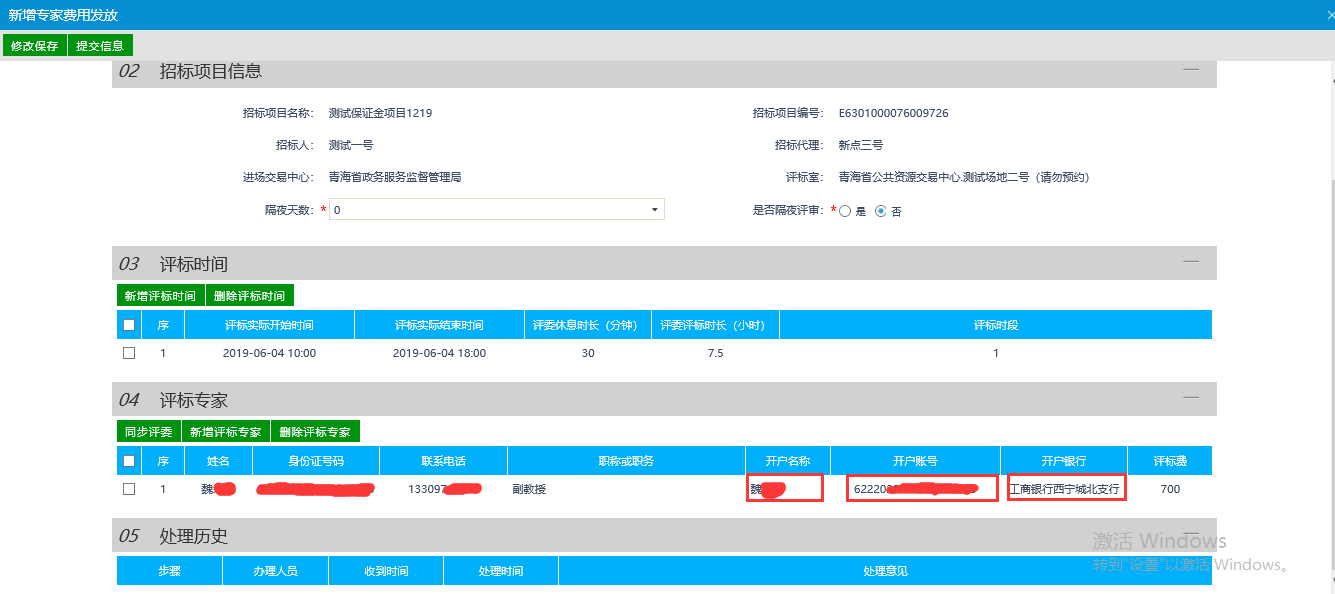 新增专家费用发放
修改保存 提交信息
02 招标项目信息
招标项目名称： 测试保证金项目1219 招标项目编号： E6301000076009726
招标人： 测试一号 招标代理： 新点三号
进场交易中心： 青海省政务服务监督管理局 评标室： 青海省公共资源交易中心.测试场地二号（请勿预约）
隔夜天数：* 0 是否隔夜评审：* 是 否
03 评标时间
新增评标时间 删除评标时间
序 评标实际开始时间 评标实际结束时间 评委休息时长（分钟） 评委评标时长（小时） 评标时段
1 2019-06-04 10:00 2019-06-04 18:00 30 7.5 1
04 评标专家
同步评委 新增评标专家 删除评标专家
序 姓名 身份证号码 联系电话 职称或职务 开户名称 开户账号 开户银行 评标费
1 魏 133097 副教授 魏 62220 工商银行西宁城北支行 700
05 处理历史
步骤 办理人员 收到时间 处理时间 处理意见
激活 Windows
转到"设置"以激活 Windows。